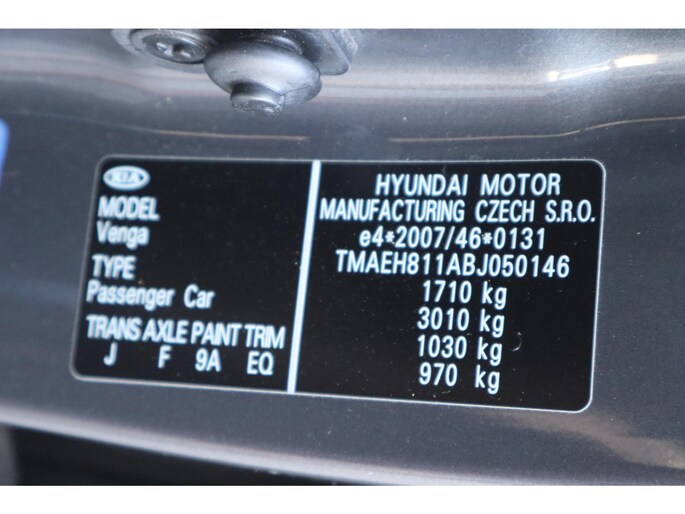 KIA
MODEL
Venga
TYPE
Passenger Car
TRANS AXLE PAINT TRIM
J F 9A EQ
HYUNDAI MOTOR
MANUFACTURING CZECH S.R.O.
e4*2007/46*0131
TMAEH811ABJ050146
1710 kg
3010 kg
1030 kg
970 kg